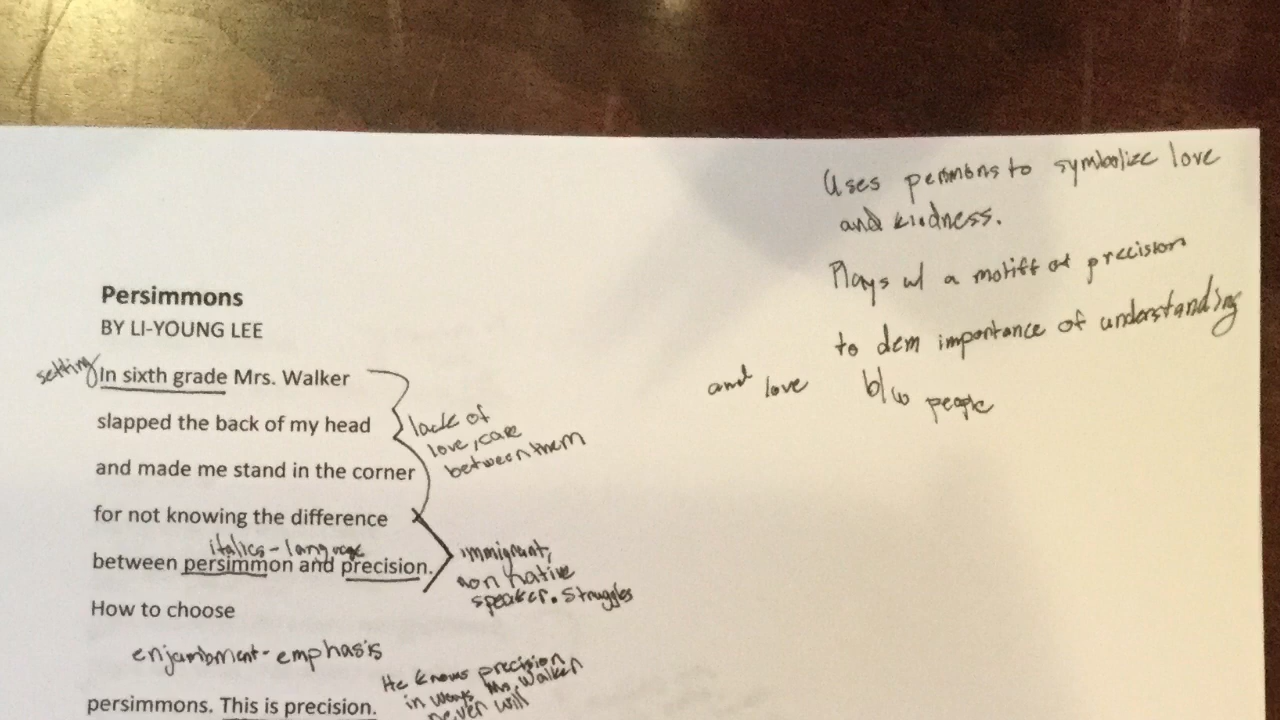 Uses permons to symbolize love
and kindness.
Plays w/ a motiff of precision
to dem importance of understanding
and love b/w people
Persimmons
BY LI-YOUNG LEE
setting
In sixth grade Mrs. Walker
slapped the back of my head
lack of
love, care
between them
and made me stand in the corner
for not knowing the difference
italics - language
between persimmon and precision.
immigrant,
non native
speaker. Struggles
How to choose
enjambment - emphasis
He knows precision
in ways Ms. Walker
never will
persimmons. This is precision.